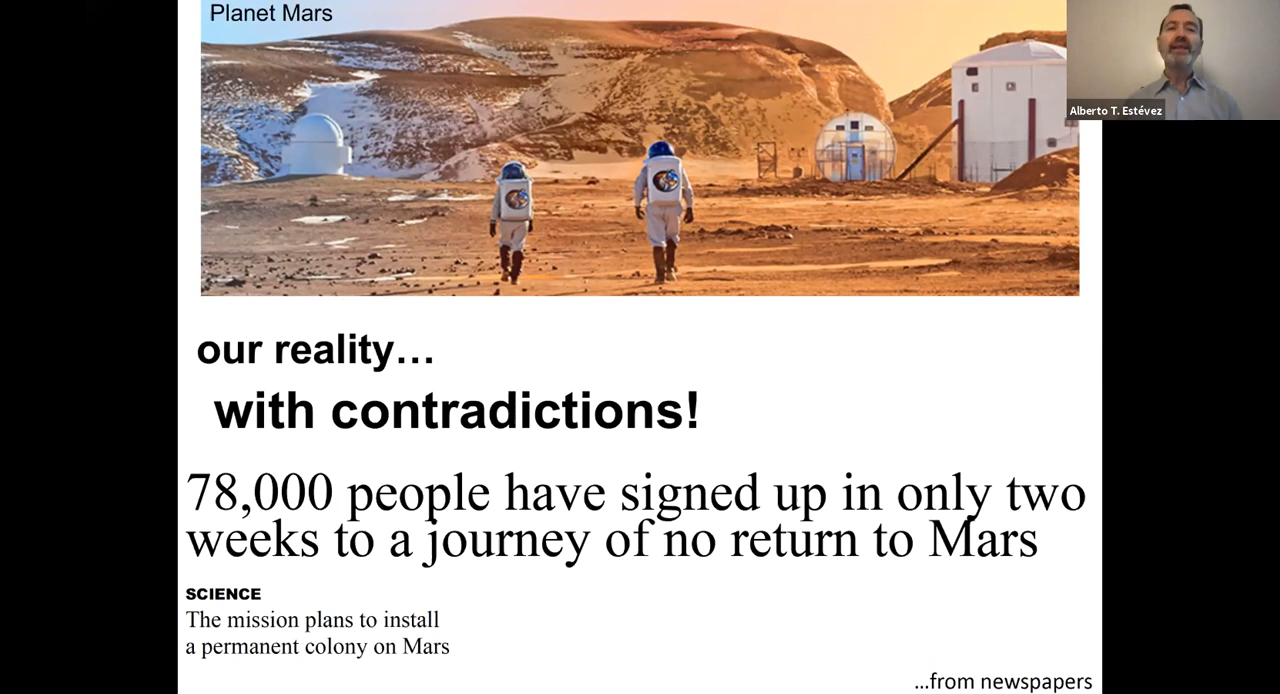 Planet Mars
Alberto T. Estévez
our reality…
with contradictions!
78,000 people have signed up in only two
weeks to a journey of no return to Mars
SCIENCE
The mission plans to install
a permanent colony on Mars
…from newspapers